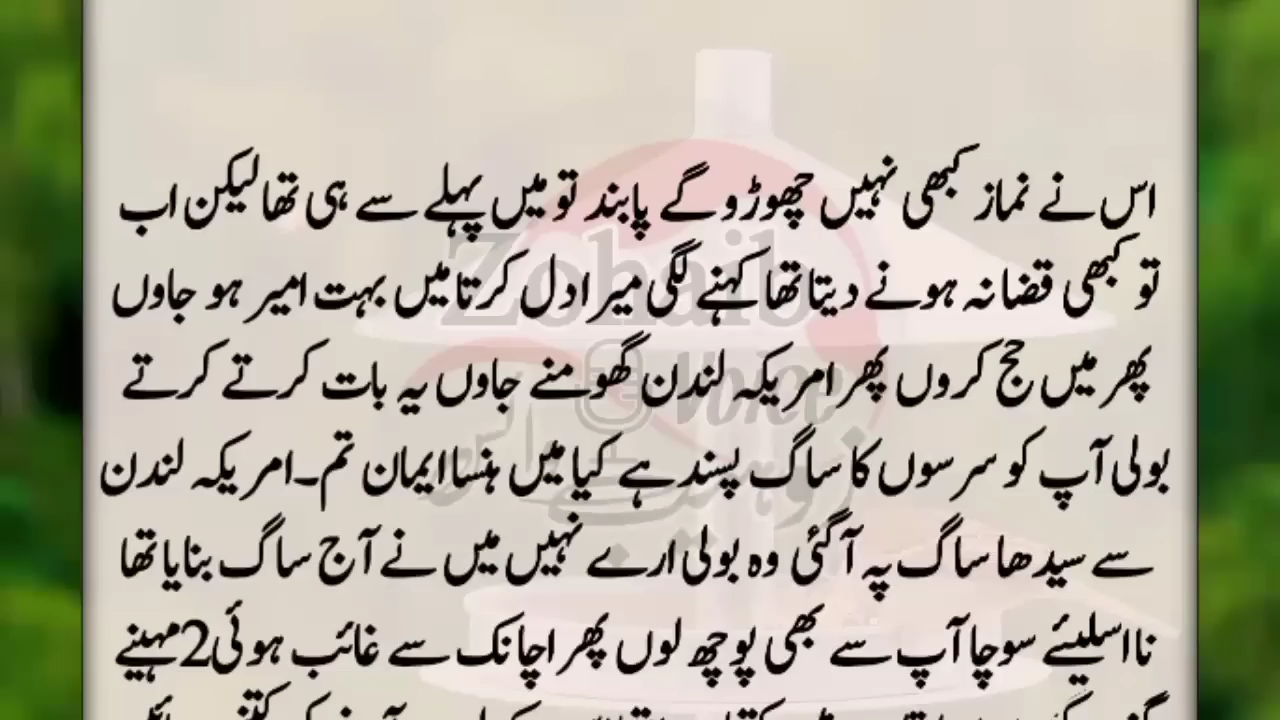 اس نے نماز کبھی نہیں چھوڑو گے پابند تو میں پہلے سے ہی تھا لیکن اب
تو کبھی قضا نہ ہونے دیتا تھا کہنے لگی میرا دل کرتا میں بہت امیر ہو جاوں
پھر میں حج کروں پھر امریکہ لندن گھومنے جاوں یہ بات کرتے کرتے
بولی آپ کو سرسوں کا ساگ پسند ہے کیا میں ہنسا ایمان تم۔امریکہ لندن
سے سیدھا ساگ پہ آگئی وہ بولی ارے نہیں میں نے آج ساگ بنایا تھا
نا اسلیئے سوچا آپ سے بھی پوچھ لوں پھر اچانک سے غائب ہوئی 2 مہینے
Zohaib
Voice
زوہیب وائس